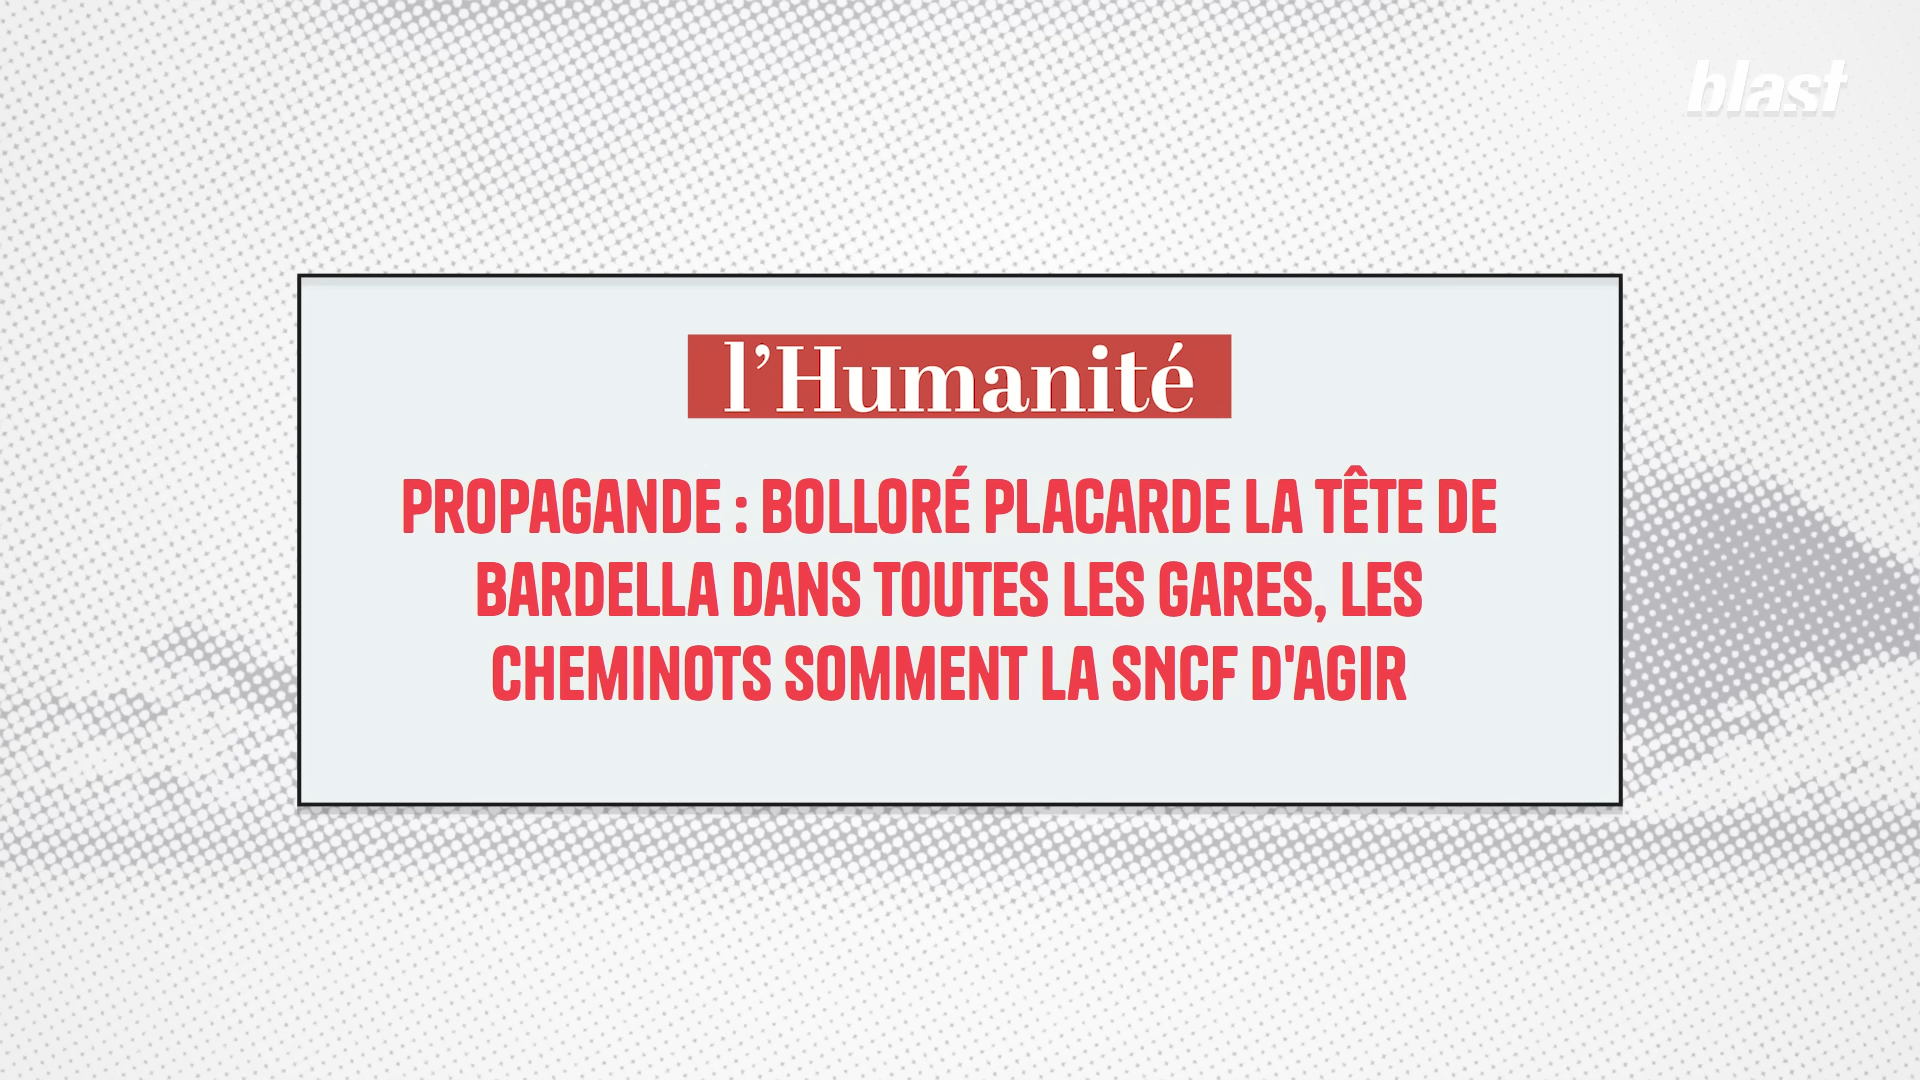 blast
l'Humanité
PROPAGANDE : BOLLORÉ PLACARDE LA TÊTE DE
BARDELLA DANS TOUTES LES GARES, LES
CHEMINOTS SOMMENT LA SNCF D'AGIR